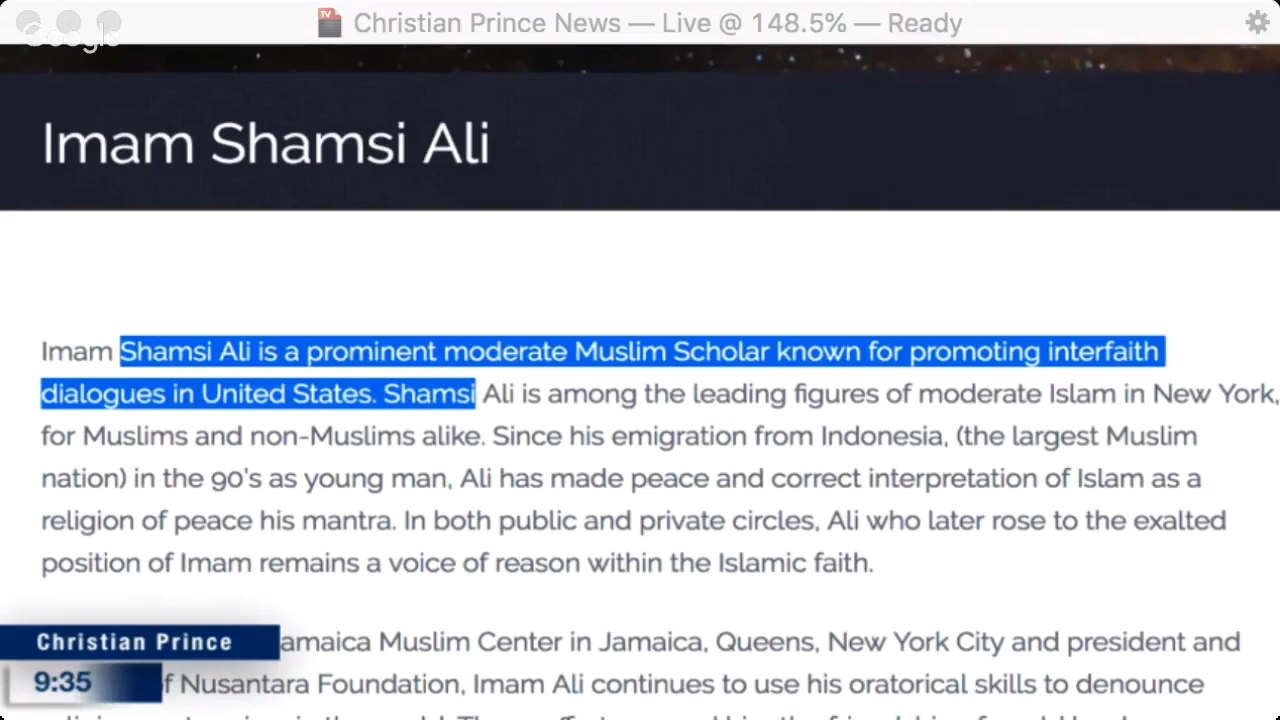 Christian Prince News — Live @ 148.5% — Ready
Google
Imam Shamsi Ali
Imam Shamsi Ali is a prominent moderate Muslim Scholar known for promoting interfaith
dialogues in United States. Shamsi Ali is among the leading figures of moderate Islam in New York,
for Muslims and non-Muslims alike. Since his emigration from Indonesia, (the largest Muslim
nation) in the 90's as young man, Ali has made peace and correct interpretation of Islam as a
religion of peace his mantra. In both public and private circles, Ali who later rose to the exalted
position of Imam remains a voice of reason within the Islamic faith.
Christian Prince
amaica Muslim Center in Jamaica, Queens, New York City and president and
9:35
f Nusantara Foundation, Imam Ali continues to use his oratorical skills to denounce